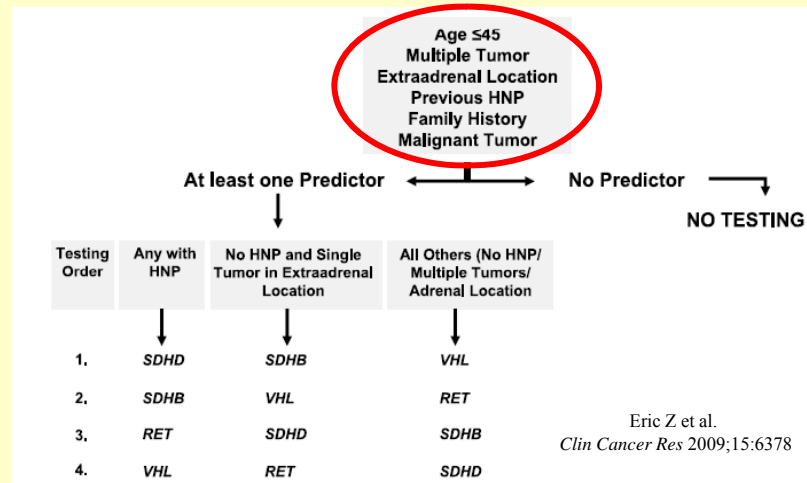 Age ≤45
Multiple Tumor
Extraadrenal Location
Previous HNP
Family History
Malignant Tumor
At least one Predictor
No Predictor
NO TESTING
Testing Order
Any with HNP
No HNP and Single Tumor in Extraadrenal Location
All Others (No HNP/ Multiple Tumors/ Adrenal Location
1, SDHD SDHB VHL
2, SDHB VHL RET
3, RET SDHD SDHB
4. VHL RET SDHD
Eric Z et al.
Clin Cancer Res 2009;15:6378